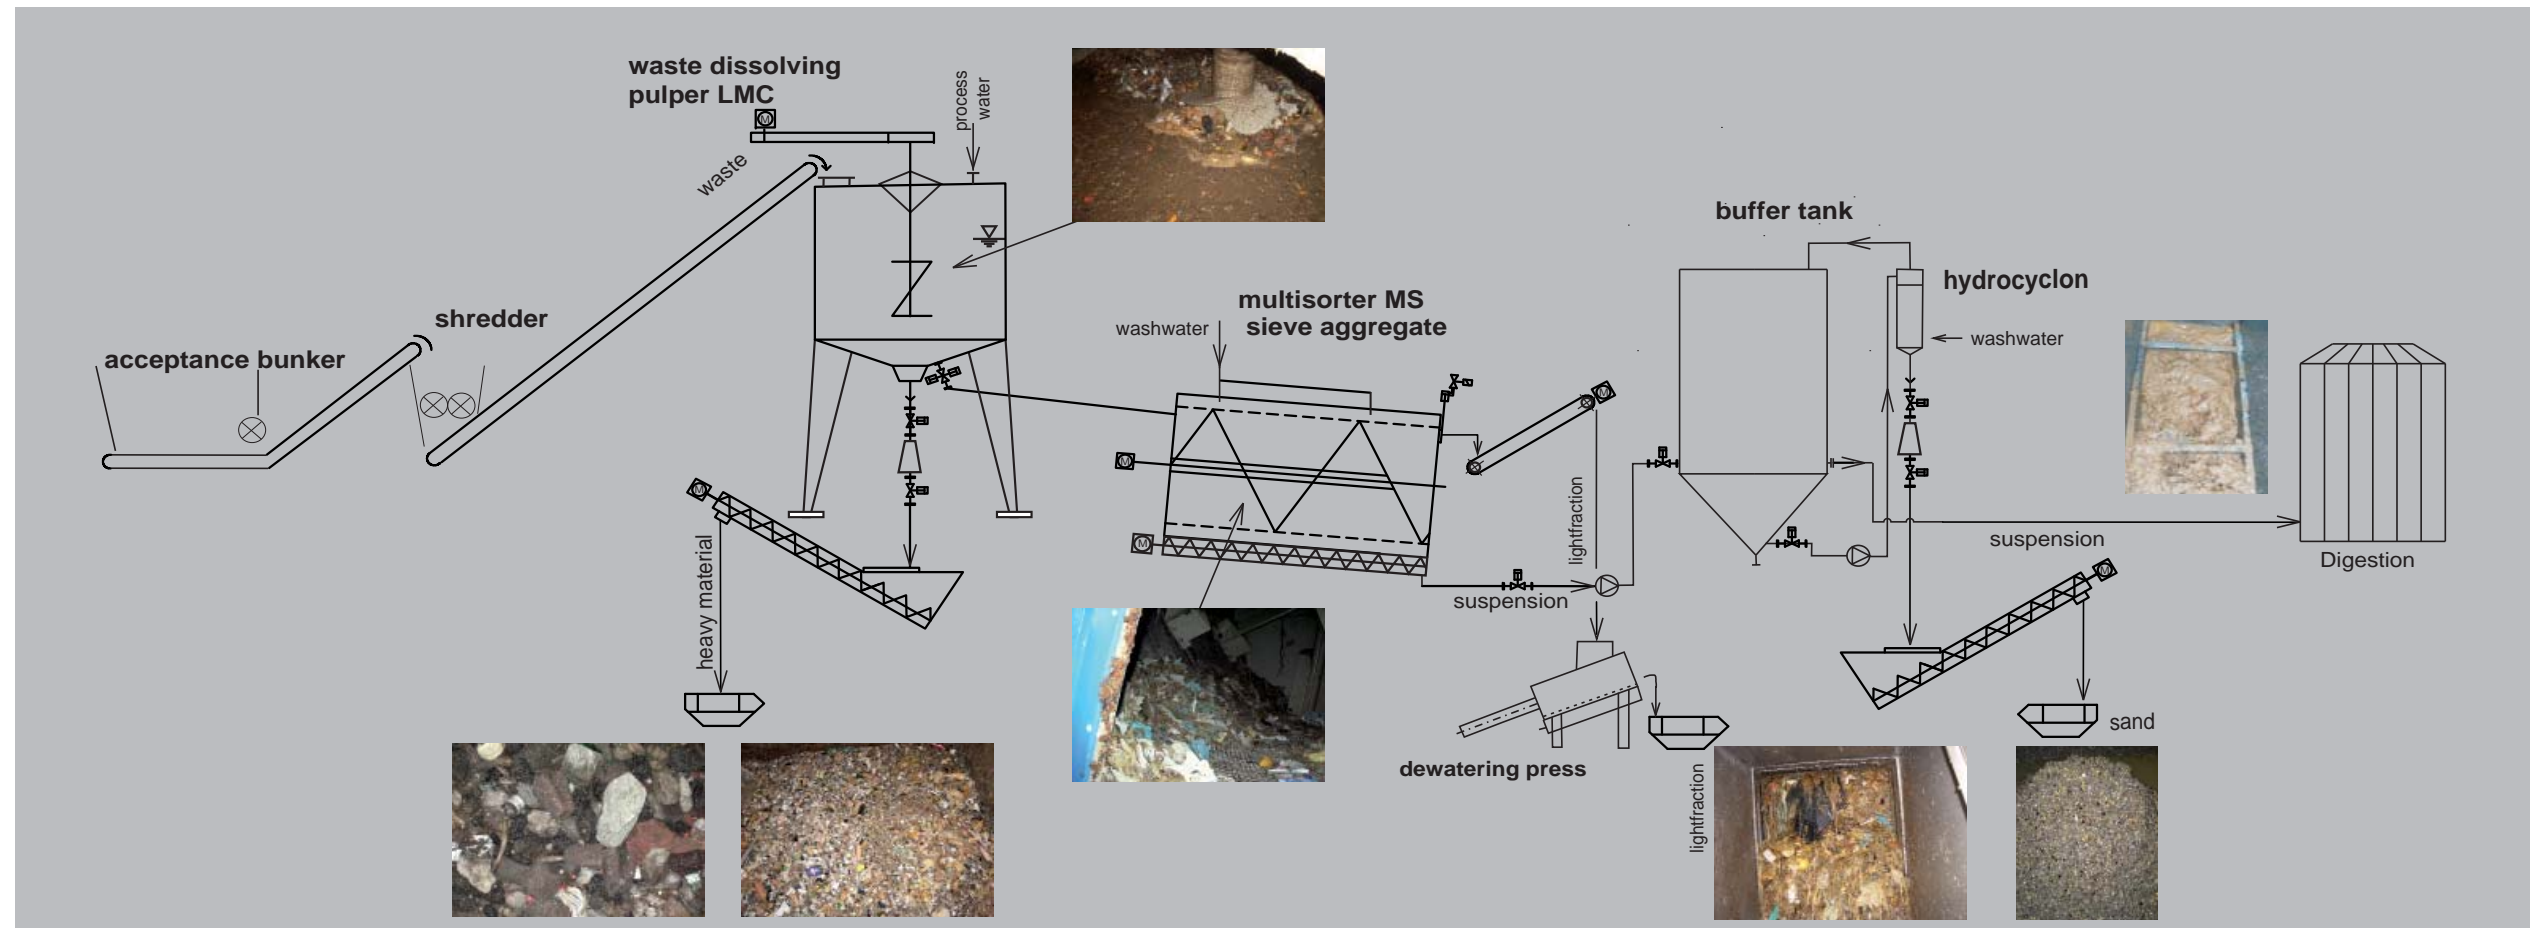 waste dissolving
pulper LMC
process
water
waste
shredder
acceptance bunker
M
heavy material
M
multisorter MS
sieve aggregate
washwater
M
M
M
lightfraction
suspension
dewatering press
lightfraction
buffer tank
hydrocyclon
washwater
suspension
Digestion
M
sand